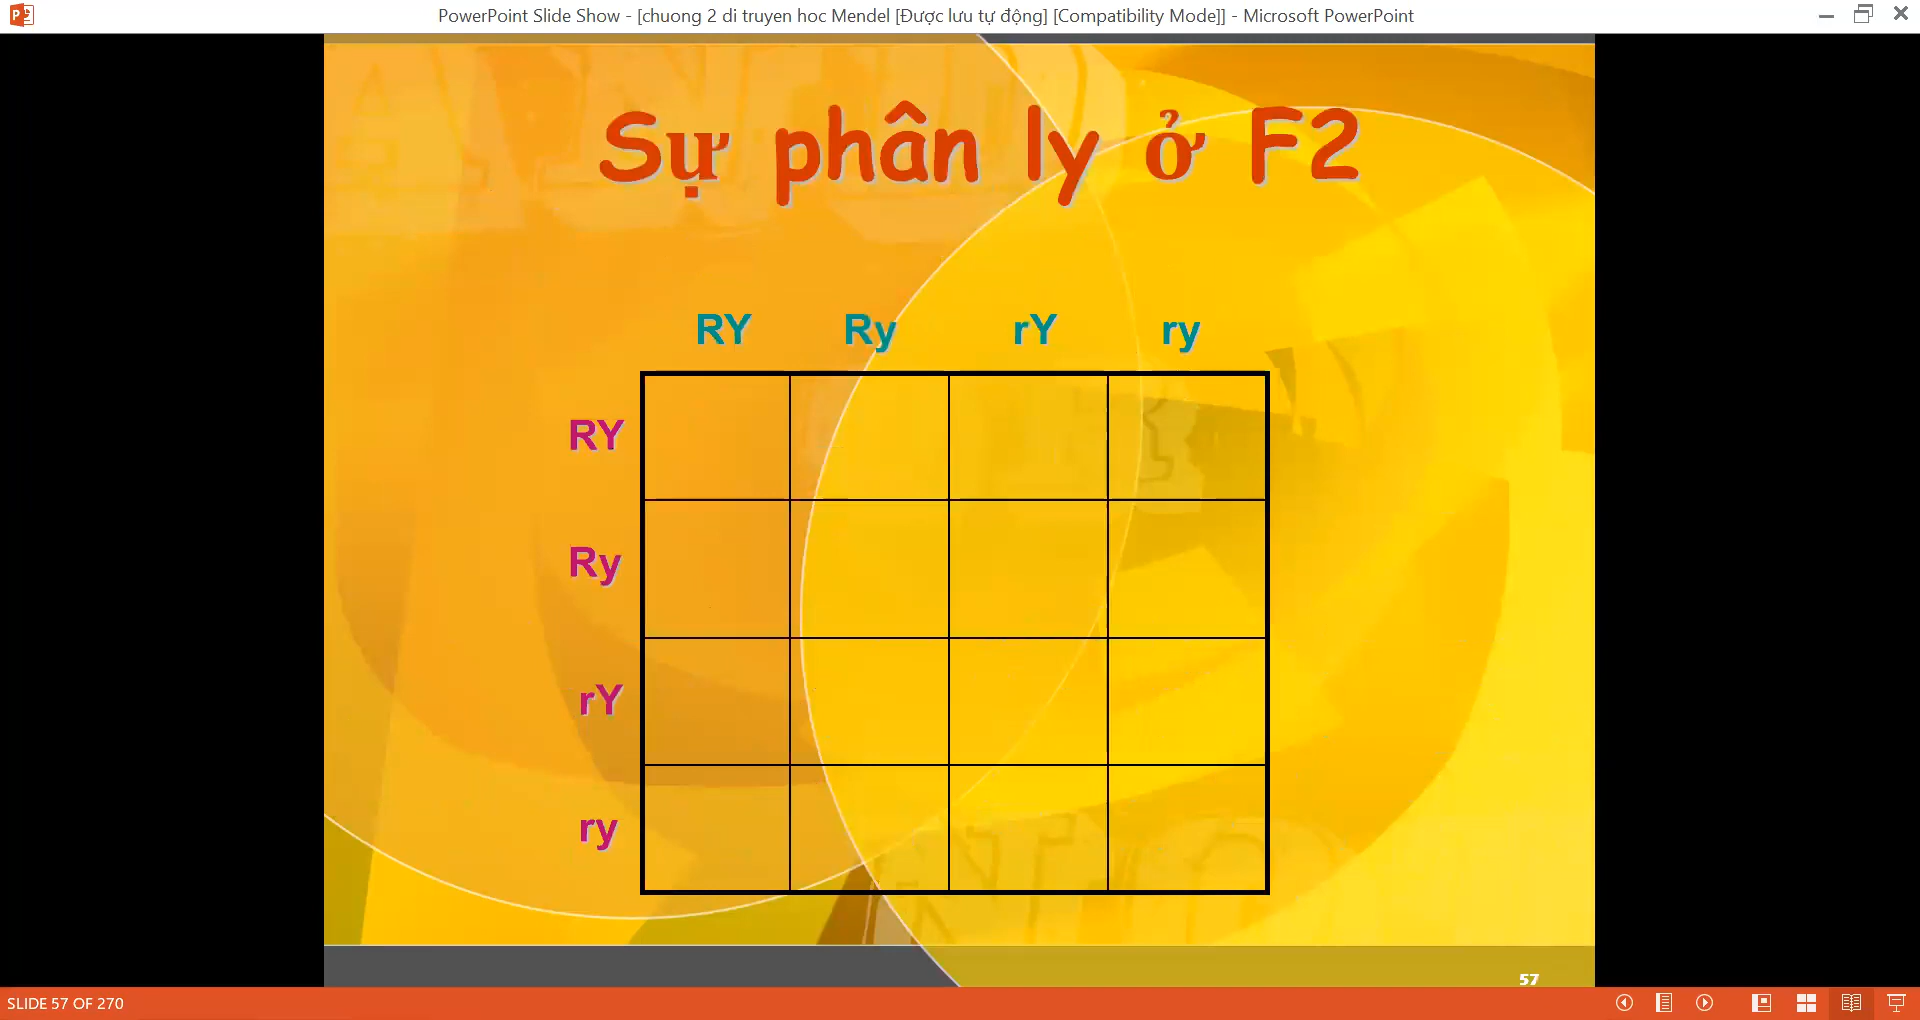 PowerPoint Slide Show - [chuong 2 di truyen hoc Mendel [Được lưu tự động] [Compatibility Mode]] - Microsoft PowerPoint
Sự phân ly ở F2
RY Ry rY ry
RY
Ry
rY
ry
57
SLIDE 57 OF 270